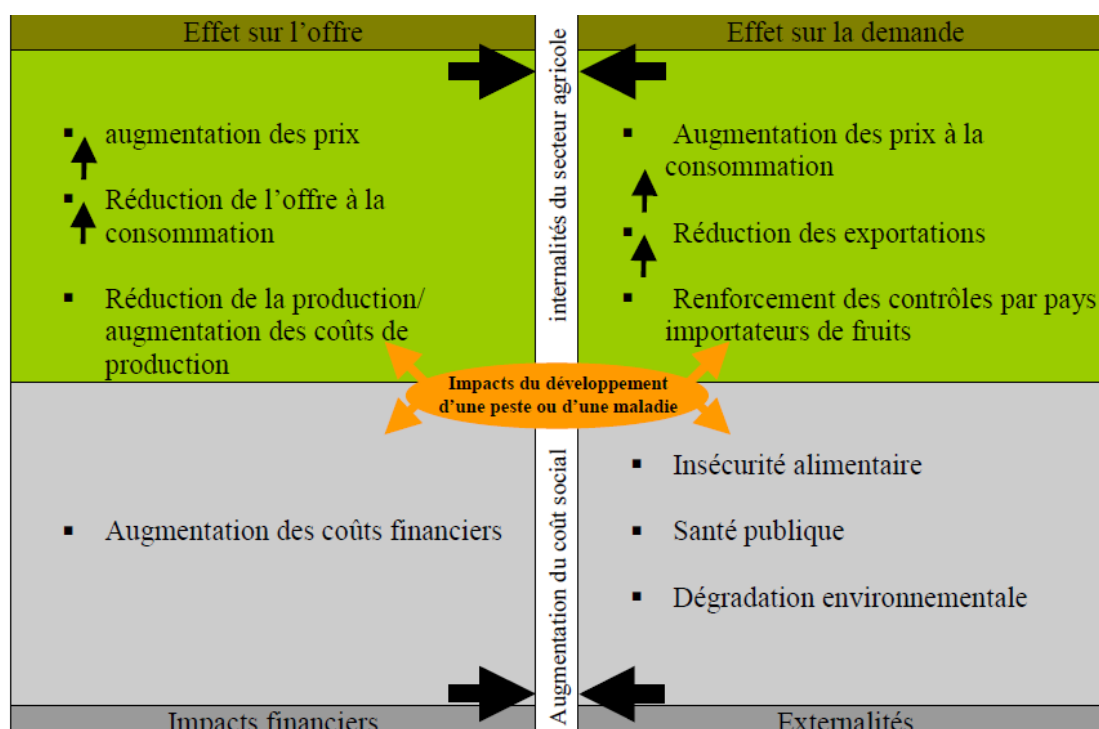 Effet sur l’offre
▪ augmentation des prix
▪ Réduction de l’offre à la
consommation
▪ Réduction de la production/
augmentation des coûts de
production
internalités du secteur agricole
Effet sur la demande
▪ Augmentation des prix à la
consommation
▪ Réduction des exportations
▪ Renforcement des contrôles par pays
importateurs de fruits
Impacts du développement
d’une peste ou d’une maladie
▪ Augmentation des coûts financiers
Impacts financiers
Augmentation du coût social
▪ Insécurité alimentaire
▪ Santé publique
▪ Dégradation environnementale
Externalités